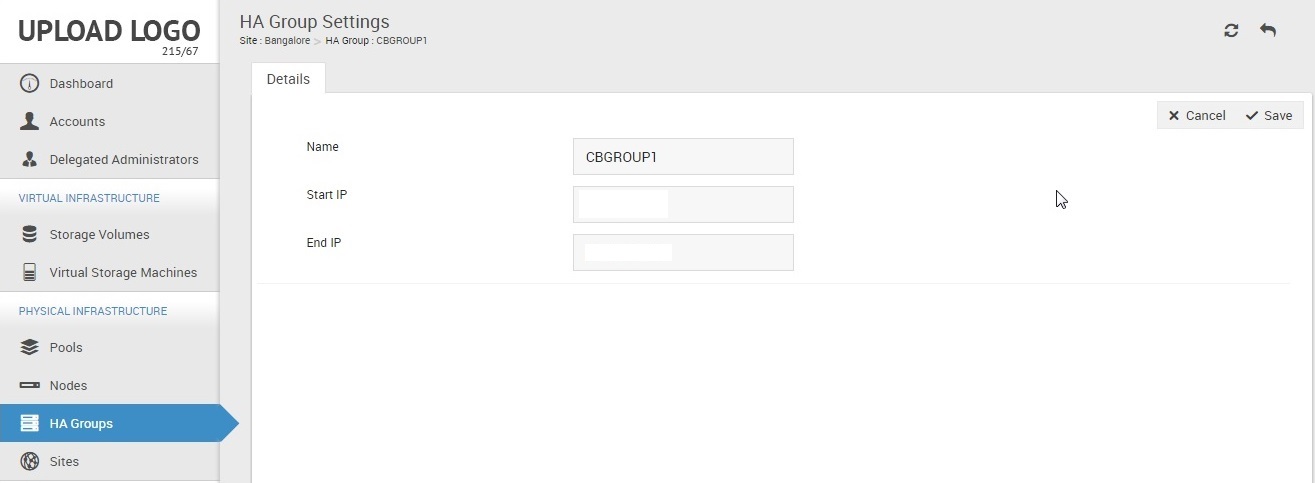 UPLOAD LOGO
215/67
Dashboard
Accounts
Delegated Administrators
VIRTUAL INFRASTRUCTURE
Storage Volumes
Virtual Storage Machines
PHYSICAL INFRASTRUCTURE
Pools
Nodes
HA Groups
Sites
HA Group Settings
Site : Bangalore > HA Group : CBGROUP1
Details
Cancel Save
Name CBGROUP1
Start IP
End IP